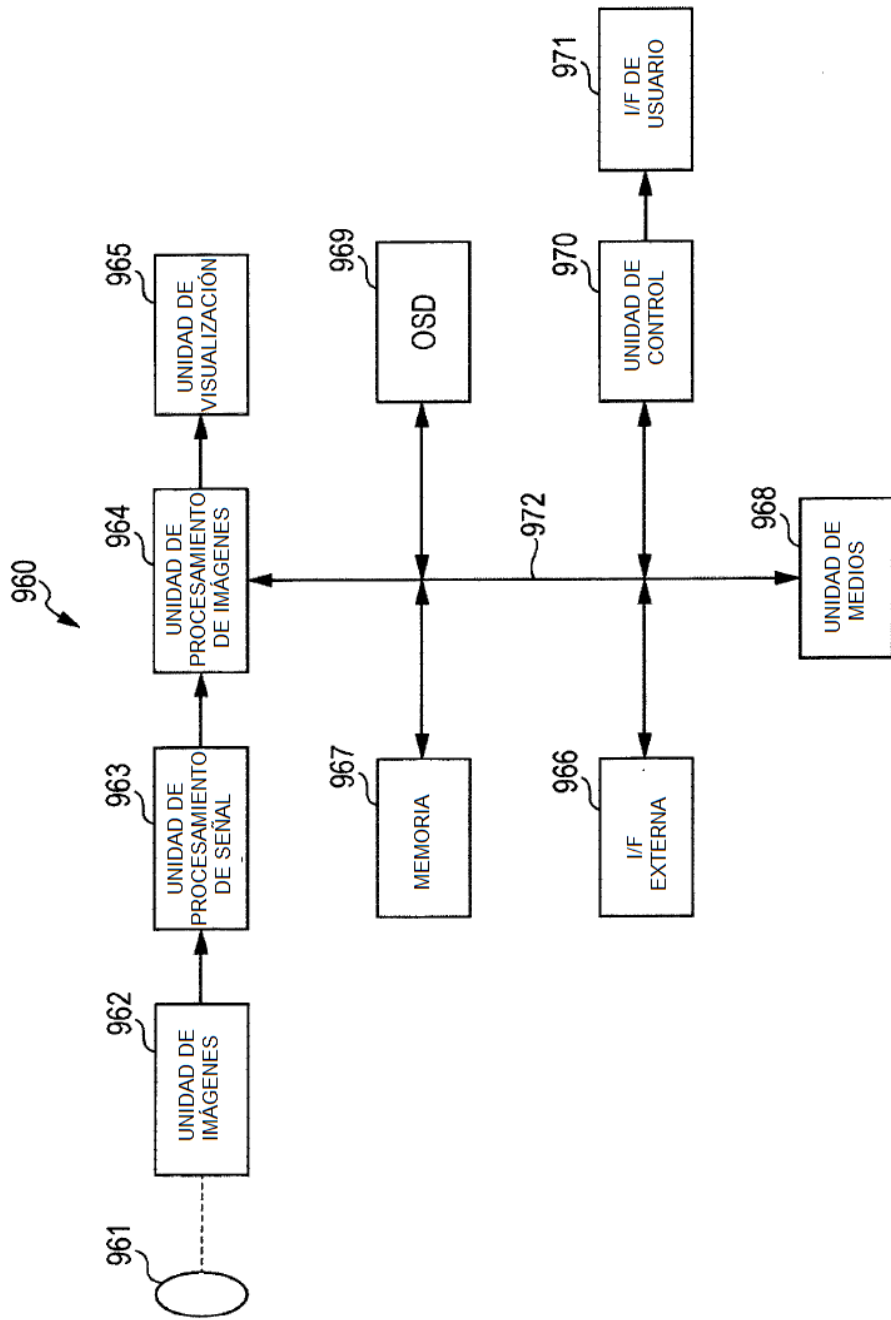 960
961
962
UNIDAD DE
IMÁGENES
963
UNIDAD DE
PROCESAMIENTO
DE SEÑAL
964
UNIDAD DE
PROCESAMIENTO
DE IMÁGENES
965
UNIDAD DE
VISUALIZACIÓN
967
MEMORIA
969
OSD
972
966
I/F
EXTERNA
970
UNIDAD DE
CONTROL
971
I/F DE
USUARIO
968
UNIDAD DE
MEDIOS